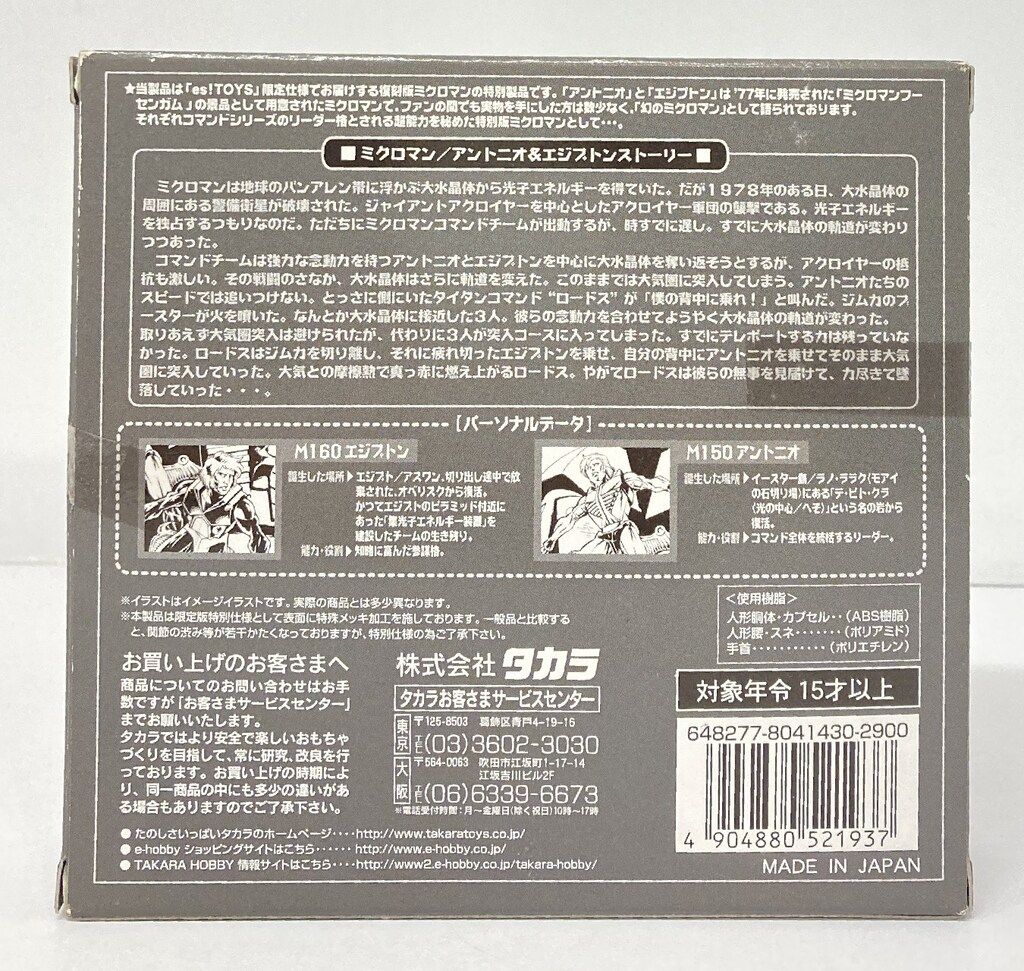 ★当製品は「es!TOYS」限定仕様でお届けする復刻版ミクロマンの特別製品です。「アントニオ」と「エジプトン」は、'77年に発売された「ミクロマンフー
センガム」の景品として用意されたミクロマンで、ファンの間でも実物を手にした方は数少なく、「幻のミクロマン」として語られております。
それぞれコマンドシリーズのリーダー格とされる超能力を秘めた特別版ミクロマンとして・・・。
■ミクロマン／アントニオ&エジプトンストーリー■
ミクロマンは地球のバンアレン帯に浮かぶ大水晶体から光子エネルギーを得ていた。だが1978年のある日、大水晶体の
周囲にある警備衛星が破壊された。ジャイアントアクロイヤーを中心としたアクロイヤー軍団の襲撃である。光子エネルギー
を独占するつもりなのだ。ただちにミクロマンコマンドチームが出動するが、時すでに遅し。すでに大水晶体の軌道が変わり
つつあった。
コマンドチームは強力な念動力を持つアントニオとエジプトンを中心に大水晶体を奪い返そうとするが、アクロイヤーの抵
抗も激しい。その戦闘のさなか、大水晶体はさらに軌道を変えた。このままでは大気圏に突入してしまう。アントニオたちの
スピードでは追いつけない。とっさに側にいたタイタンコマンド“ロードス”が「僕の背中に乗れ！」と叫んだ。ジムカのブ
ースターが火を噴いた。なんとか大水晶体に接近した3人。彼らの念動力を合わせてようやく大水晶体の軌道が変わった。
取りあえず大気圏突入は避けられたが、代わりに3人が突入コースに入ってしまった。すでにテレポートする力は残っていな
かった。ロードスはジムカを切り離し、それに疲れ切ったエジプトンを乗せ、自分の背中にアントニオを乗せてそのまま大気
圏に突入していった。大気との摩擦熱で真っ赤に燃え上がるロードス。やがてロードスは彼らの無事を見届けて、力尽きて墜
落していった・・・。
[パーソナルデータ]
M160 エジプトン
誕生した場所▶エジプト／アスワン。切り出し途中で放
棄された、オベリスクから復活。
かつてエジプトのピラミッド付近に
あった「集光子エネルギー装置」を
建設したチームの生き残り。
能力・役割▶知略に富んだ参謀格。
M150 アントニオ
誕生した場所▶イースター島／ラノ・ララク（モアイ
の石切り場）にある「テ・ピト・クラ
（光の中心／へそ）」という名の岩から
復活。
能力・役割▶コマンド全体を統括するリーダー。
※イラストはイメージイラストです。実際の商品とは多少異なります。
※本製品は限定版特別仕様として表面に特殊メッキ加工を施しております。一般品と比較する
と、関節の渋み等が若干かたくなっておりますが、特別仕様の為ご了承下さい。
＜使用樹脂＞
人形胴体・カプセル・・（ABS樹脂）
人形腰・スネ・・・・・・・（ポリアミド）
手首・・・・・・・・・・・（ポリエチレン）
お買い上げのお客さまへ
商品についてのお問い合わせはお手
数ですが「お客さまサービスセンター」
までお願いいたします。
タカラではより安全で楽しいおもちゃ
づくりを目指して、常に研究、改良を行
っております。お買い上げの時期によ
り、同一商品の中にも多少の違いがあ
る場合もありますのでご了承下さい。
株式会社 タカラ
タカラお客さまサービスセンター
東京
〒125-8503 葛飾区青戸4-19-16
☎(03)3602-3030
大阪
〒564-0063 吹田市江坂町1-17-14
江坂吉川ビル2F
☎(06)6339-6673
※電話受付時間：月～金曜日(除く祝日)10時～17時
対象年令 15才以上
648277-8041430-2900
4 904880 521937
MADE IN JAPAN
● たのしさいっぱいタカラのホームページ・・・・http://www.takaratoys.co.jp/
● e-hobby ショッピングサイトはこちら・・・・・・http://www.e-hobby.co.jp/
● TAKARA HOBBY 情報サイトはこちら・・・・http://www2.e-hobby.co.jp/takara-hobby/